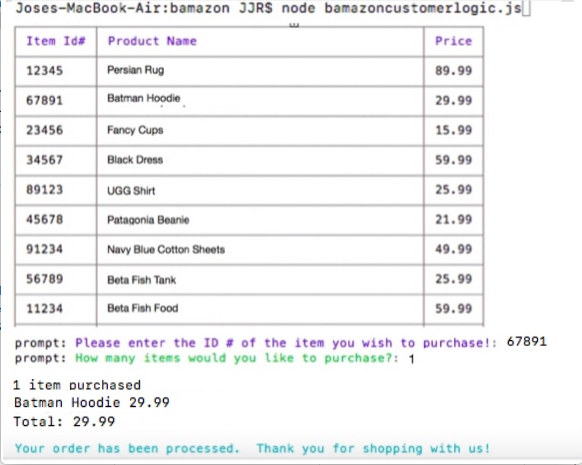 Joses-MacBook-Air:bamazon JJR$ node bamazoncustomerlogic.js
Item Id# Product Name Price
12345 Persian Rug 89.99
67891 Batman Hoodie 29.99
23456 Fancy Cups 15.99
34567 Black Dress 59.99
89123 UGG Shirt 25.99
45678 Patagonia Beanie 21.99
91234 Navy Blue Cotton Sheets 49.99
56789 Beta Fish Tank 25.99
11234 Beta Fish Food 59.99
prompt: Please enter the ID # of the item you wish to purchase!: 67891
prompt: How many items would you like to purchase?: 1
1 item purchased
Batman Hoodie 29.99
Total: 29.99
Your order has been processed. Thank you for shopping with us!